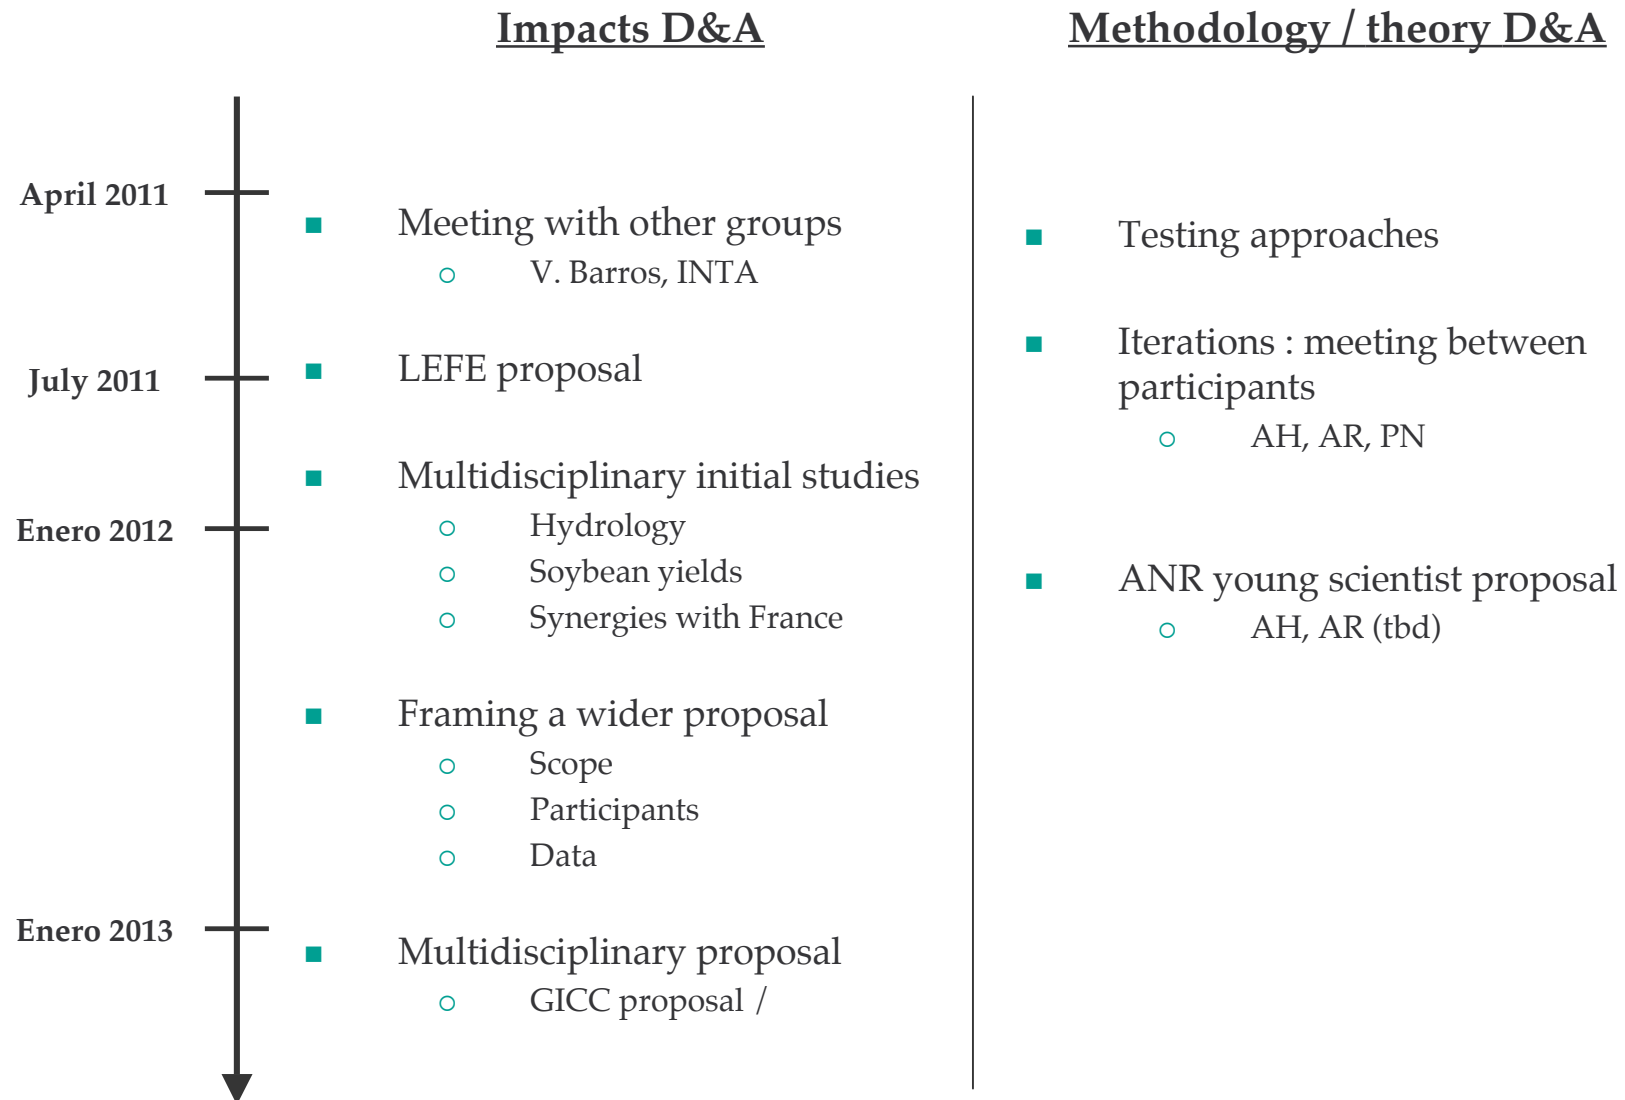 Impacts D&A
Methodology / theory D&A
April 2011
Meeting with other groups
V. Barros, INTA
July 2011
LEFE proposal
Multidisciplinary initial studies
Enero 2012
Hydrology
Soybean yields
Synergies with France
Framing a wider proposal
Scope
Participants
Data
Enero 2013
Multidisciplinary proposal
GICC proposal /
Testing approaches
Iterations : meeting between
participants
AH, AR, PN
ANR young scientist proposal
AH, AR (tbd)